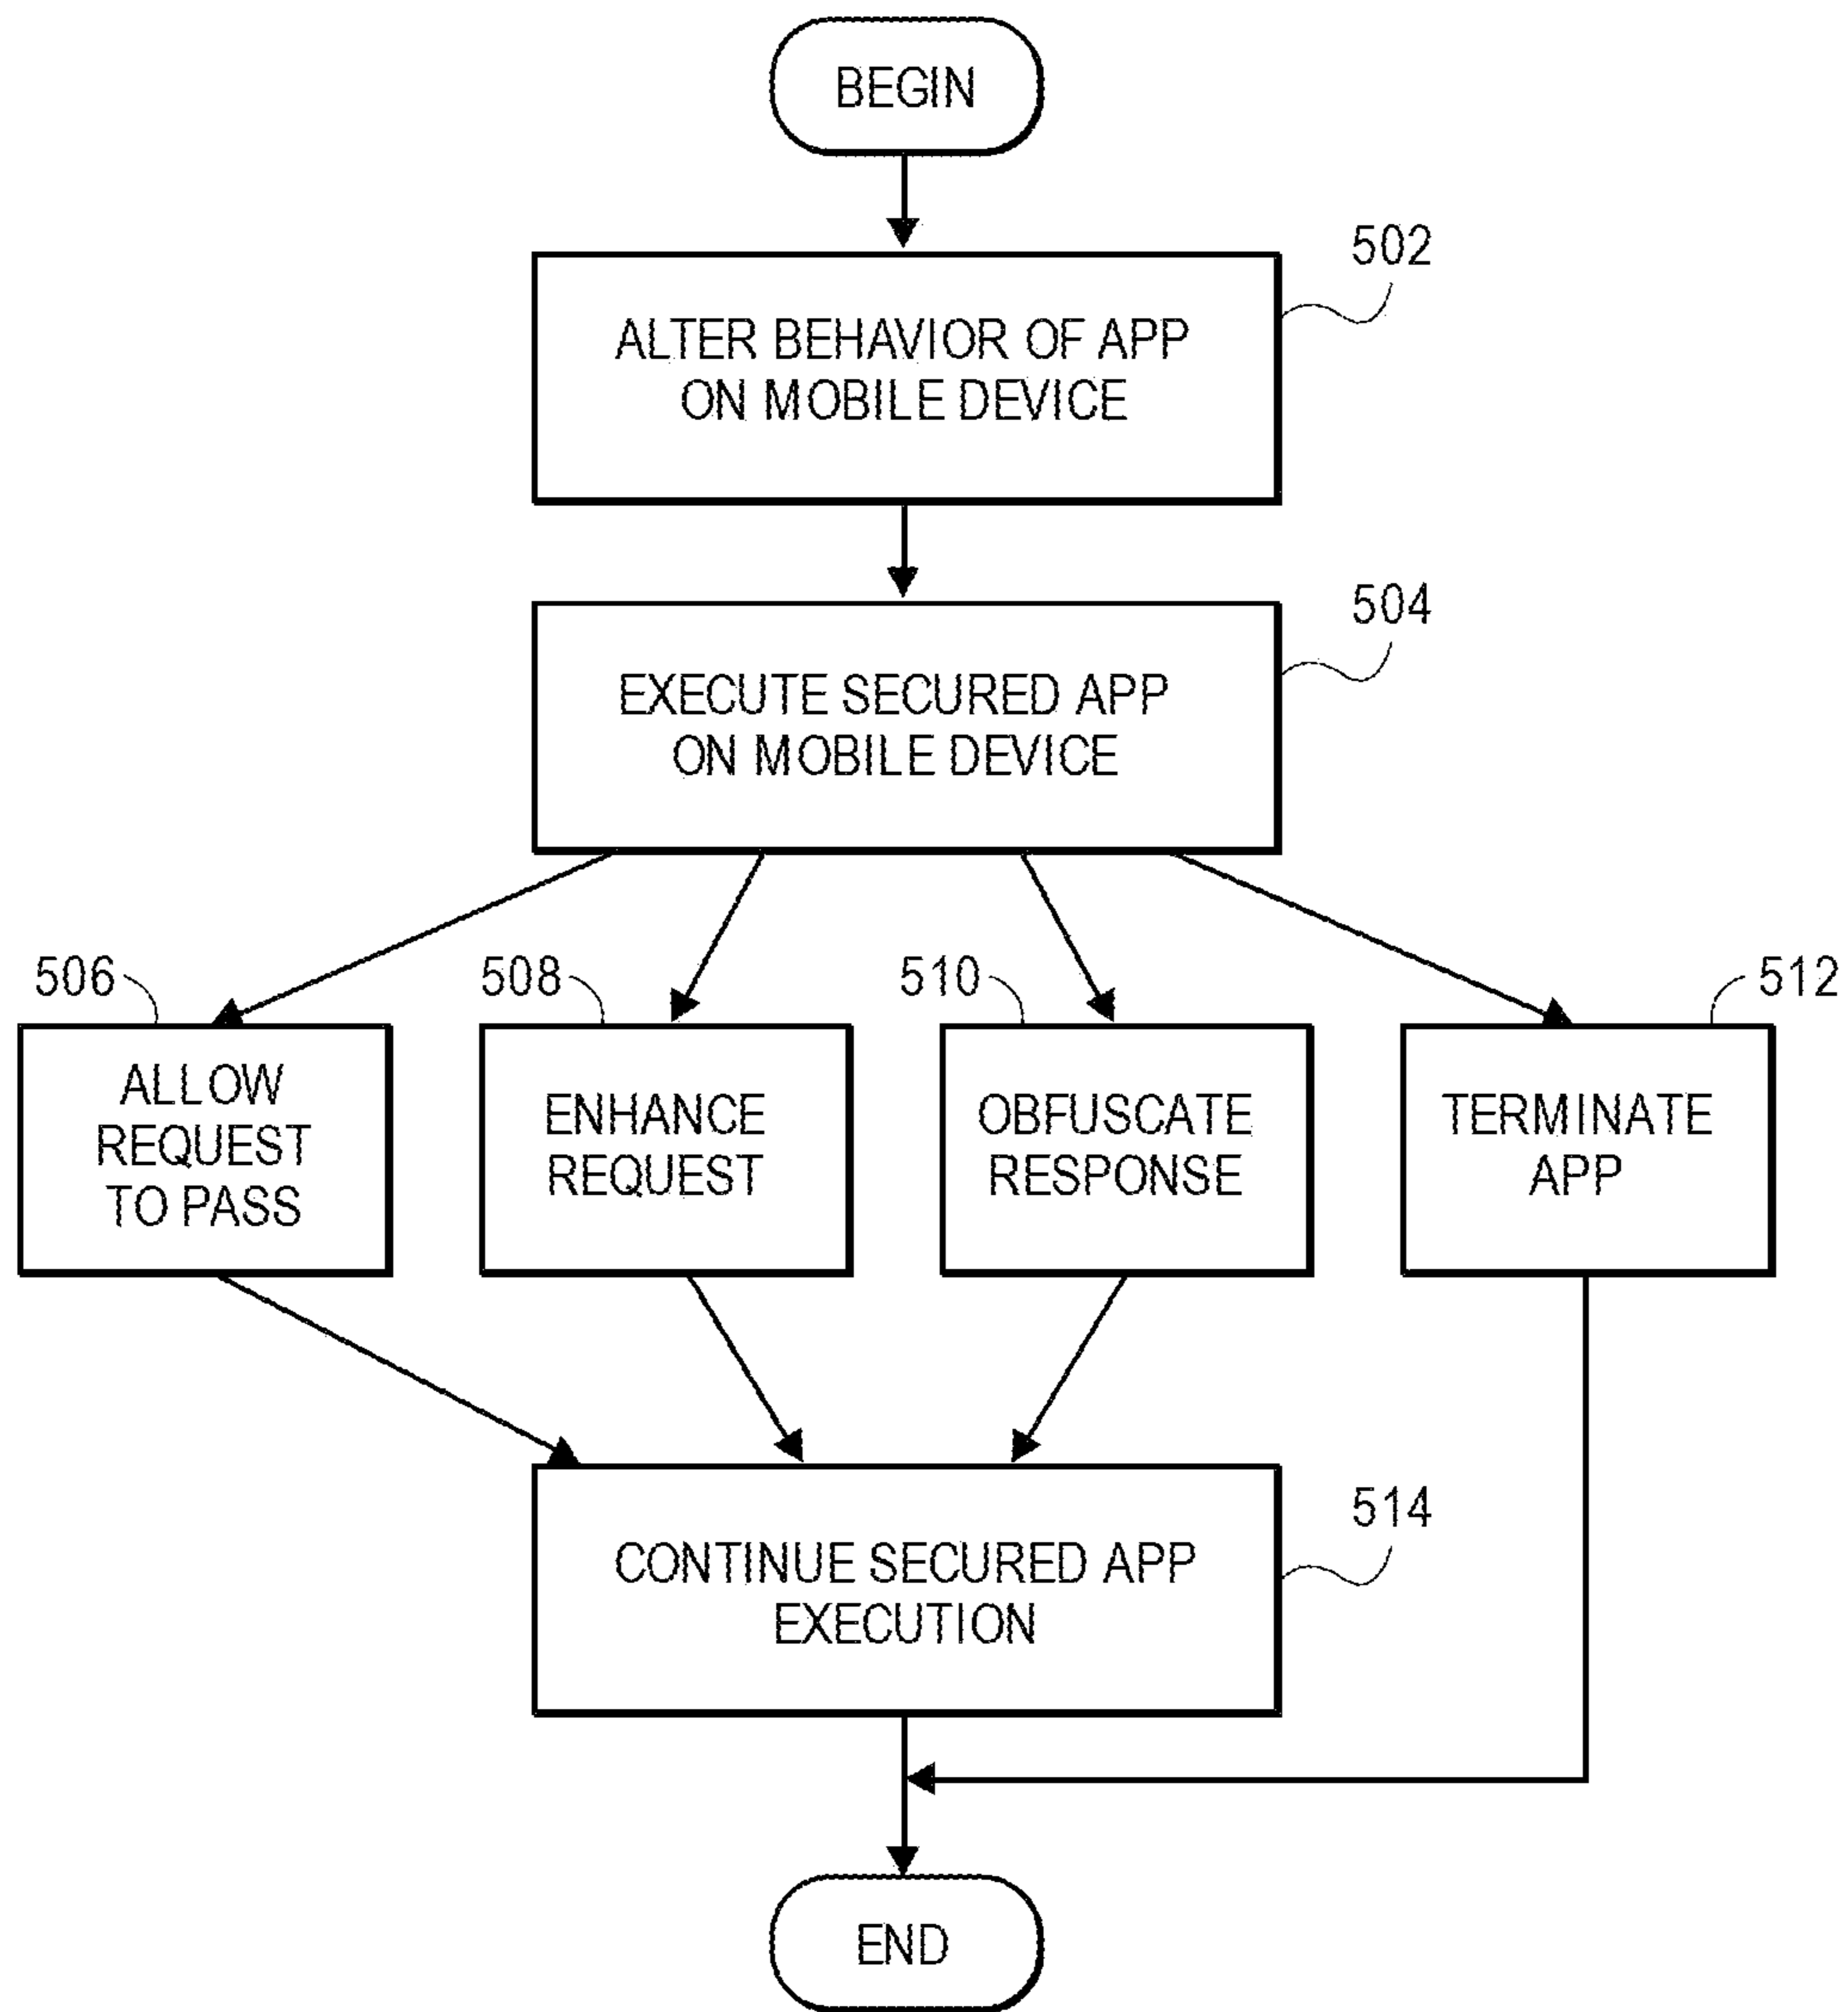 BEGIN
502
ALTER BEHAVIOR OF APP
ON MOBILE DEVICE
504
EXECUTE SECURED APP
ON MOBILE DEVICE
506
ALLOW
REQUEST
TO PASS
508
ENHANCE
REQUEST
510
OBFUSCATE
RESPONSE
512
TERMINATE
APP
514
CONTINUE SECURED APP
EXECUTION
END